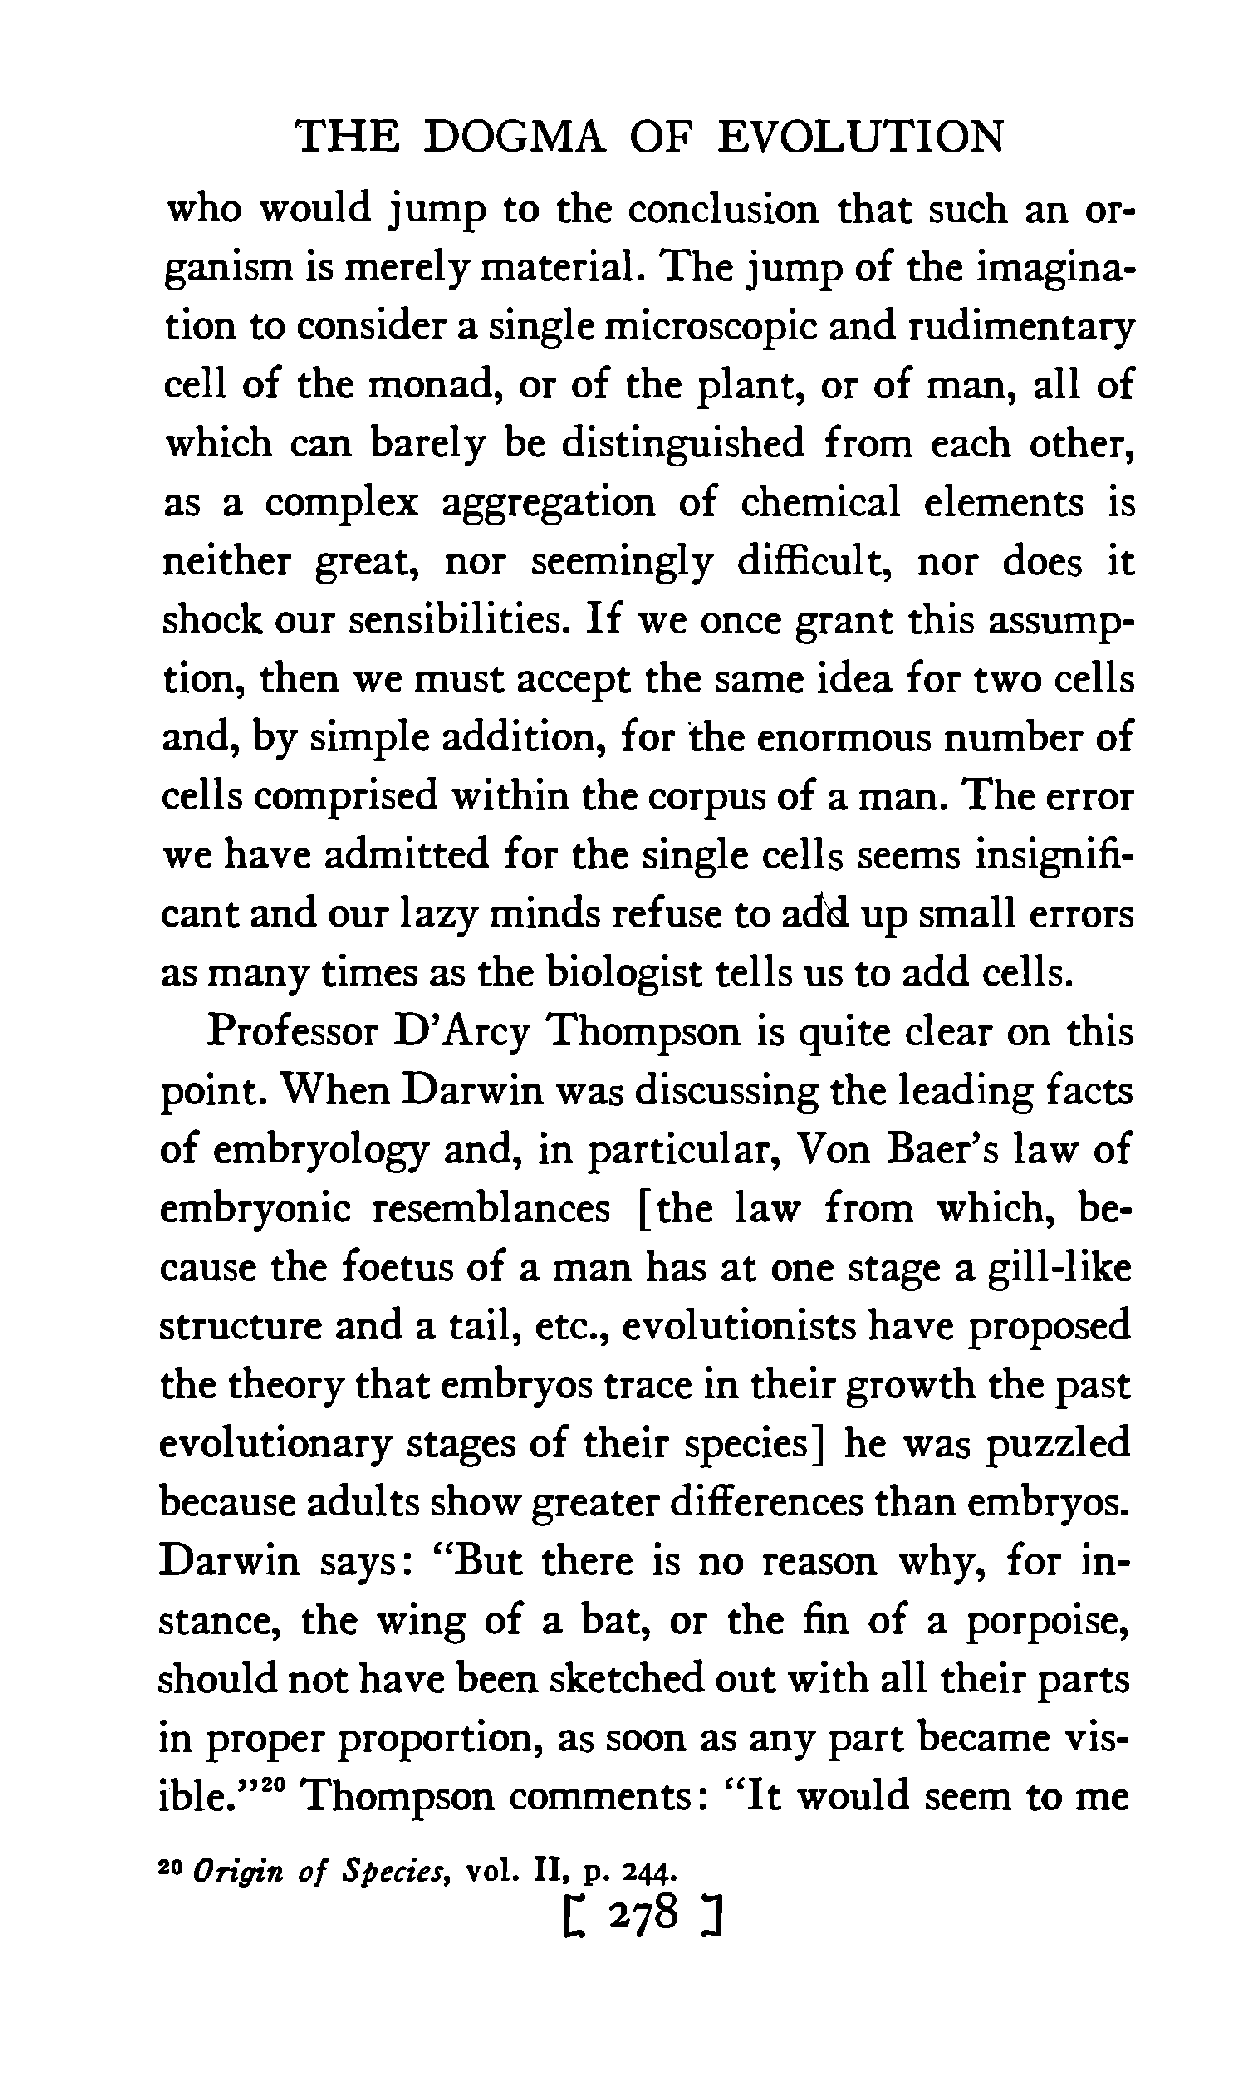 THE DOGMA OF EVOLUTION
who would jump to the conclusion that such an or-
ganism is merely material. The jump of the imagina-
tion to consider a single microscopic and rudimentary
cell of the monad, or of the plant, or of man, all of
which can barely be distinguished from each other,
as a complex aggregation of chemical elements is
neither great, nor seemingly difficult, nor does it
shock our sensibilities. If we once grant this assump-
tion, then we must accept the same idea for two cells
and, by simple addition, for the enormous number of
cells comprised within the corpus of a man. The error
we have admitted for the single cells seems insignifi-
cant and our lazy minds refuse to add up small errors
as many times as the biologist tells us to add cells.
Professor D’Arcy Thompson is quite clear on this
point. When Darwin was discussing the leading facts
of embryology and, in particular, Von Baer’s law of
embryonic resemblances [the law from which, be-
cause the foetus of a man has at one stage a gill-like
structure and a tail, etc., evolutionists have proposed
the theory that embryos trace in their growth the past
evolutionary stages of their species] he was puzzled
because adults show greater differences than embryos.
Darwin says: “But there is no reason why, for in-
stance, the wing of a bat, or the fin of a porpoise,
should not have been sketched out with all their parts
in proper proportion, as soon as any part became vis-
ible.”²⁰ Thompson comments: “It would seem to me
²⁰ Origin of Species, vol. II, p. 244.
[ 278 ]